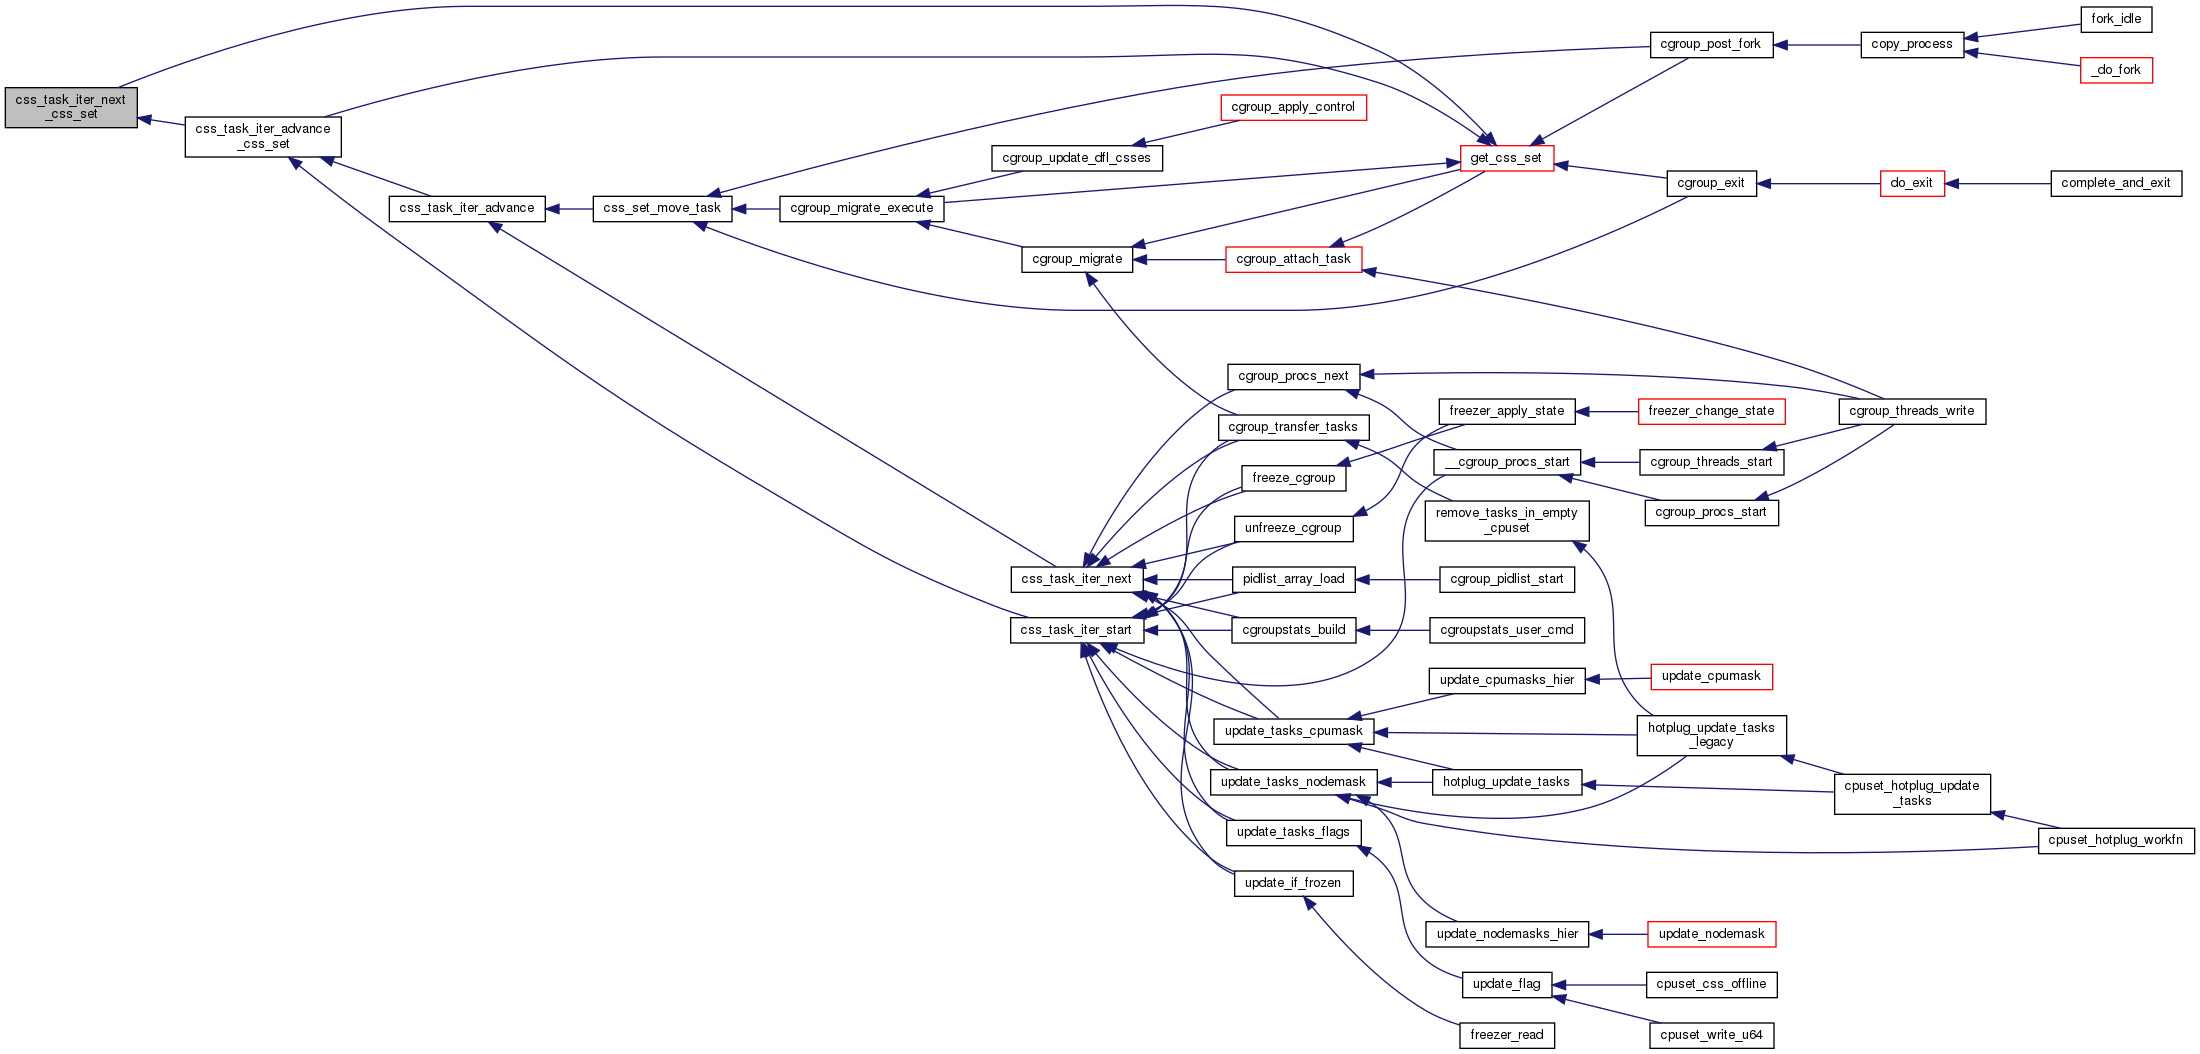 css_task_iter_next
_css_set
css_task_iter_advance
_css_set
css_task_iter_advance
css_set_move_task
cgroup_migrate_execute
cgroup_update_dfl_csses
cgroup_apply_control
cgroup_migrate
cgroup_attach_task
get_css_set
cgroup_post_fork
copy_process
fork_idle
_do_fork
cgroup_exit
do_exit
complete_and_exit
css_task_iter_next
css_task_iter_start
cgroup_procs_next
cgroup_transfer_tasks
freeze_cgroup
unfreeze_cgroup
pidlist_array_load
cgroupstats_build
update_tasks_cpumask
update_tasks_nodemask
update_tasks_flags
update_if_frozen
freezer_apply_state
__cgroup_procs_start
remove_tasks_in_empty
_cpuset
cgroup_pidlist_start
cgroupstats_user_cmd
update_cpumasks_hier
hotplug_update_tasks
update_nodemasks_hier
update_flag
freezer_read
freezer_change_state
cgroup_threads_start
cgroup_procs_start
update_cpumask
hotplug_update_tasks
_legacy
update_nodemask
cpuset_css_offline
cpuset_write_u64
cgroup_threads_write
cpuset_hotplug_update
_tasks
cpuset_hotplug_workfn